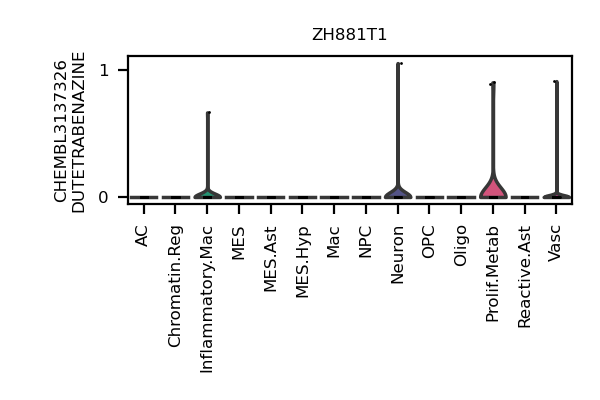 ZH881T1
CHEMBL3137326
DUTETRABENAZINE
1
0
AC
Chromatin.Reg
Inflammatory.Mac
MES
MES.Ast
MES.Hyp
Mac
NPC
Neuron
OPC
Oligo
Prolif.Metab
Reactive.Ast
Vasc